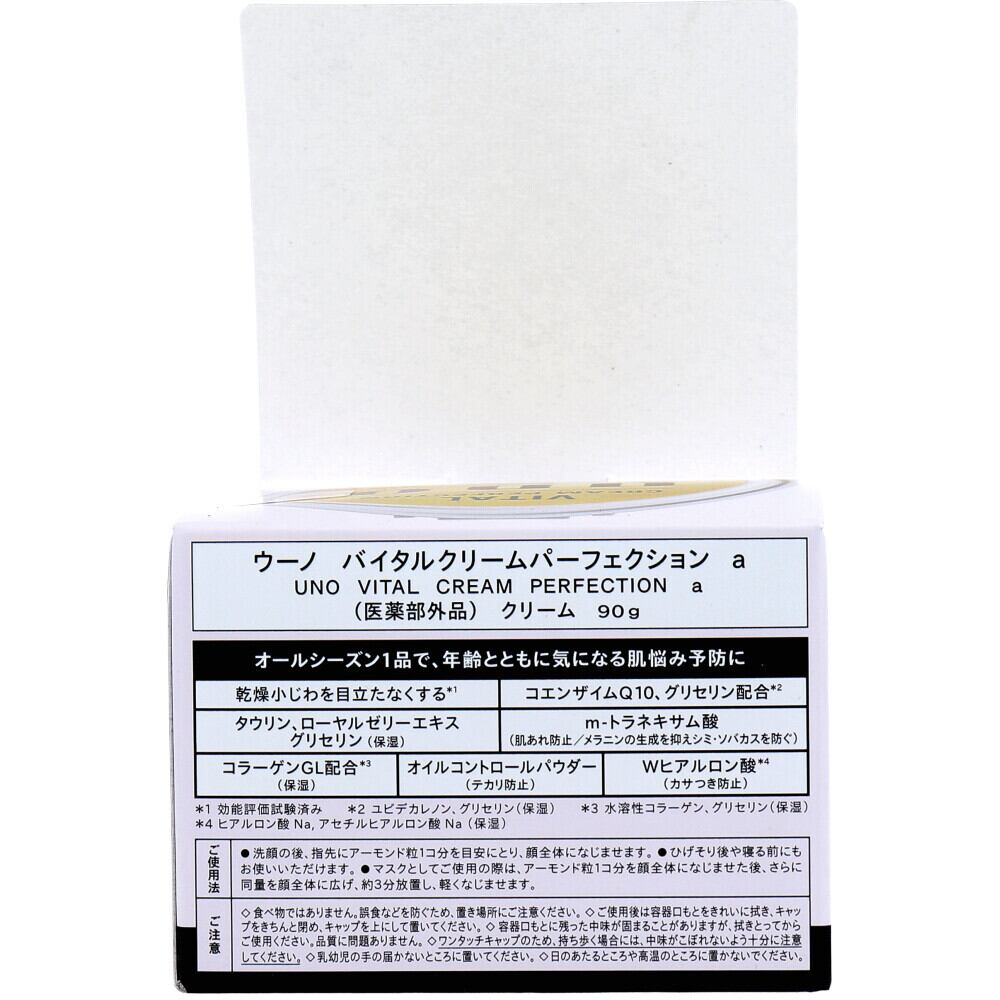 VITAL
ウーノ バイタルクリームパーフェクション a
UNO VITAL CREAM PERFECTION a
（医薬部外品） クリーム 90g
オールシーズン1品で、年齢とともに気になる肌悩み予防に
乾燥小じわを目立たなくする*1
コエンザイムQ10、グリセリン配合*2
タウリン、ローヤルゼリーエキス
グリセリン（保湿）
m-トラネキサム酸
（肌あれ防止／メラニンの生成を抑えシミ・ソバカスを防ぐ）
コラーゲンGL配合*3
（保湿）
オイルコントロールパウダー
（テカリ防止）
Wヒアルロン酸*4
（カサつき防止）
*1 効能評価試験済み *2 ユビデカレノン、グリセリン（保湿） *3 水溶性コラーゲン、グリセリン（保湿）
*4 ヒアルロン酸 Na, アセチルヒアルロン酸 Na（保湿）
ご使用法
●洗顔の後、指先にアーモンド粒1コ分を目安にとり、顔全体になじませます。●ひげそり後や寝る前にも
お使いいただけます。●マスクとしてご使用の際は、アーモンド粒1コ分を顔全体になじませた後、さらに
同量を顔全体に広げ、約3分放置し、軽くなじませます。
ご注意
◇食べ物ではありません。誤食などを防ぐため、置き場所にご注意ください。◇ご使用後は容器口もとをきれいに拭き、キャッ
プをきちんと閉め、キャップを上にして置いてください。◇容器口もとに残った中味が固まることがありますが、拭きとってから
ご使用ください。品質に問題ありません。◇ワンタッチキャップのため、持ち歩く場合には、中味がこぼれないよう十分に注意
してください。◇乳幼児の手の届かないところに置いてください。◇日のあたるところや高温のところに置かないでください。